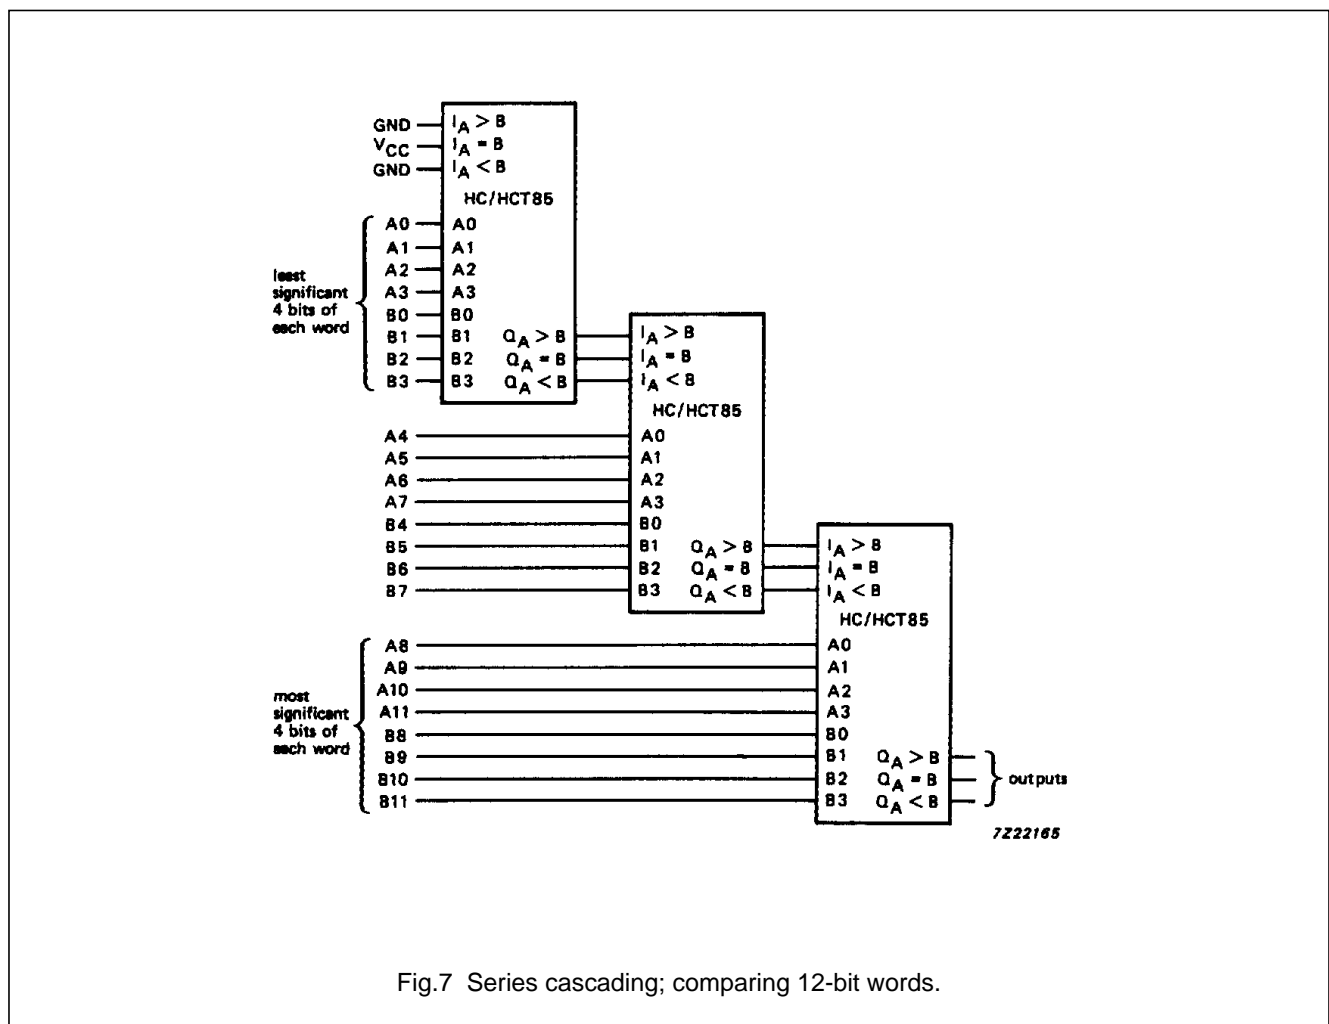 GND I_A > B
V_CC I_A = B
GND I_A < B
HC/HCT85
A0 A0
A1 A1
A2 A2
A3 A3
B0 B0
B1 B1 Q_A > B
B2 B2 Q_A = B
B3 B3 Q_A < B
least
significant
4 bits of
each word
I_A > B
I_A = B
I_A < B
HC/HCT85
A4 A0
A5 A1
A6 A2
A7 A3
B4 B0
B5 B1 Q_A > B
B6 B2 Q_A = B
B7 B3 Q_A < B
I_A > B
I_A = B
I_A < B
HC/HCT85
A8 A0
A9 A1
A10 A2
A11 A3
B8 B0
B9 B1 Q_A > B
B10 B2 Q_A = B
B11 B3 Q_A < B
most
significant
4 bits of
each word
outputs
7Z22165
Fig.7 Series cascading; comparing 12-bit words.